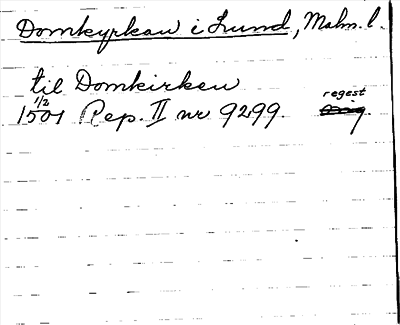 Domkyrkan i Lund, Malm. l.
til Domkirken
1/2 regest
1501 Rep. II nr 9299.